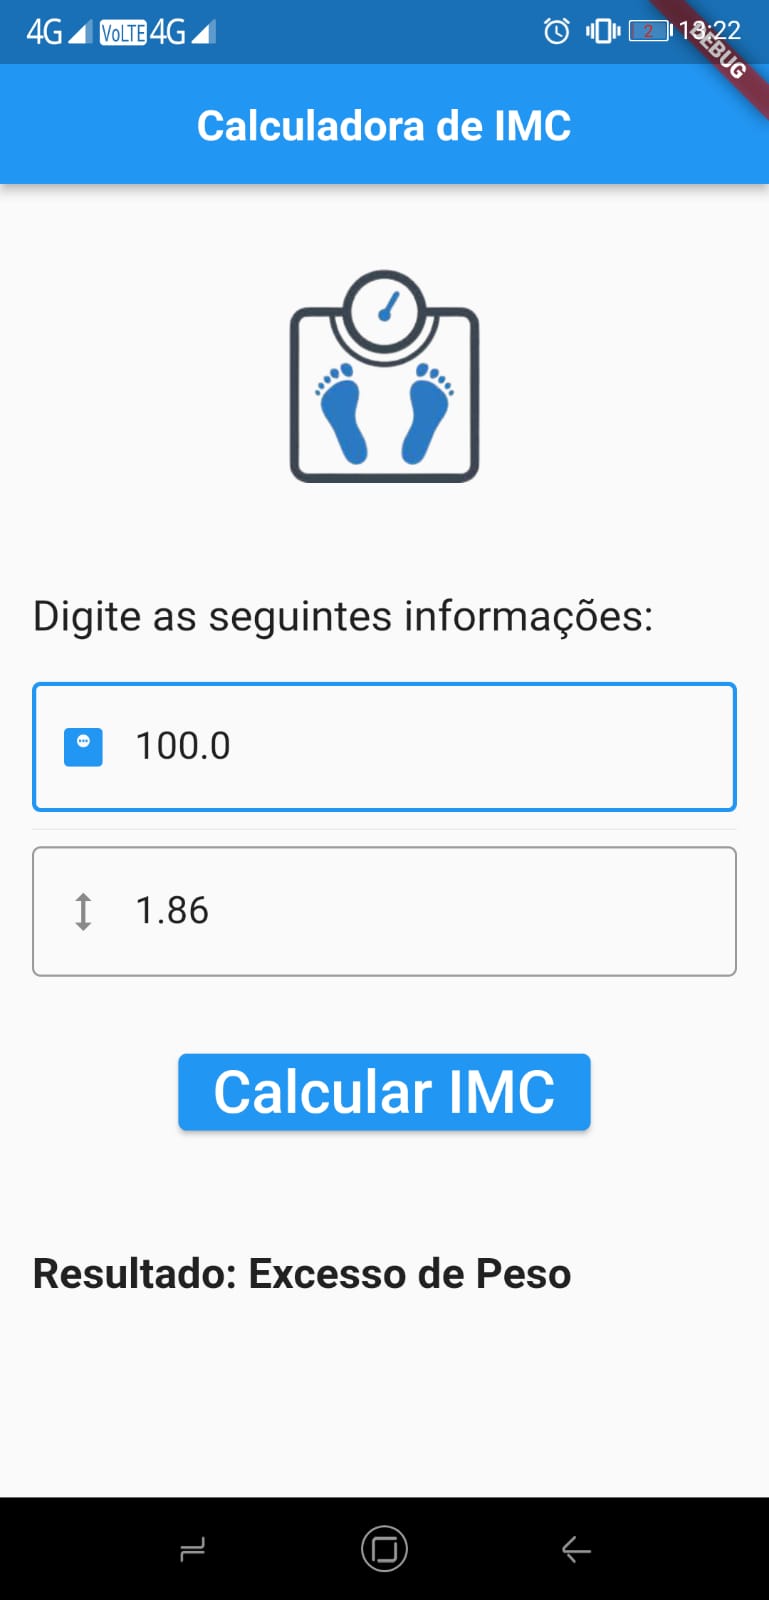 4G VoLTE 4G 2 13:22
DEBUG
Calculadora de IMC
Digite as seguintes informações:
100.0
1.86
Calcular IMC
Resultado: Excesso de Peso